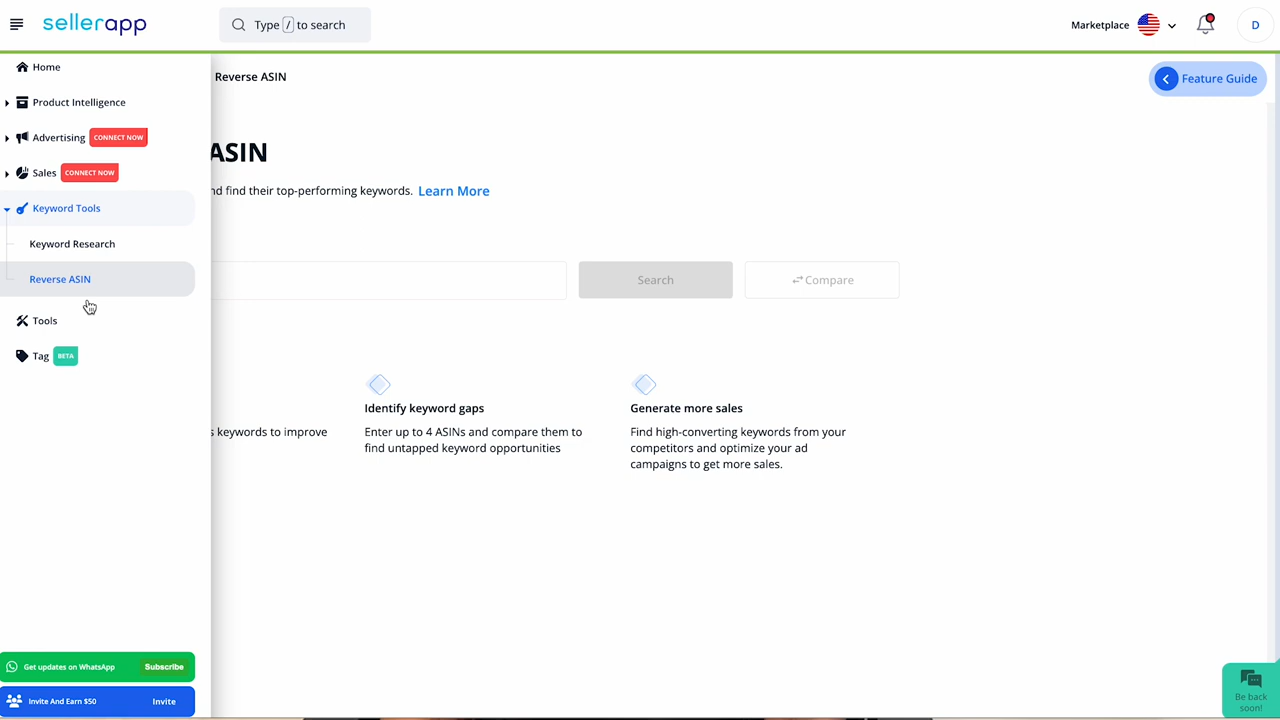 sellerapp
Type / to search
Marketplace
D
Home
Reverse ASIN
Feature Guide
Product Intelligence
Advertising CONNECT NOW
ASIN
Sales CONNECT NOW
nd find their top-performing keywords. Learn More
Keyword Tools
Keyword Research
Reverse ASIN
Search
Compare
Tools
Tag BETA
Identify keyword gaps
Generate more sales
s keywords to improve
Enter up to 4 ASINs and compare them to
find untapped keyword opportunities
Find high-converting keywords from your
competitors and optimize your ad
campaigns to get more sales.
Get updates on WhatsApp Subscribe
Invite And Earn $50 Invite
Be back
soon!